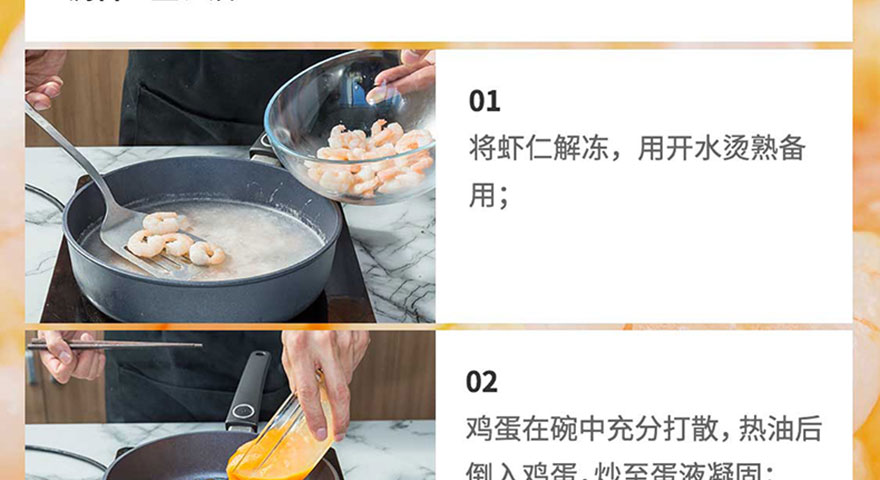 01
将虾仁解冻，用开水烫熟备
用；
02
鸡蛋在碗中充分打散，热油后
倒入鸡蛋，炒至蛋液凝固；